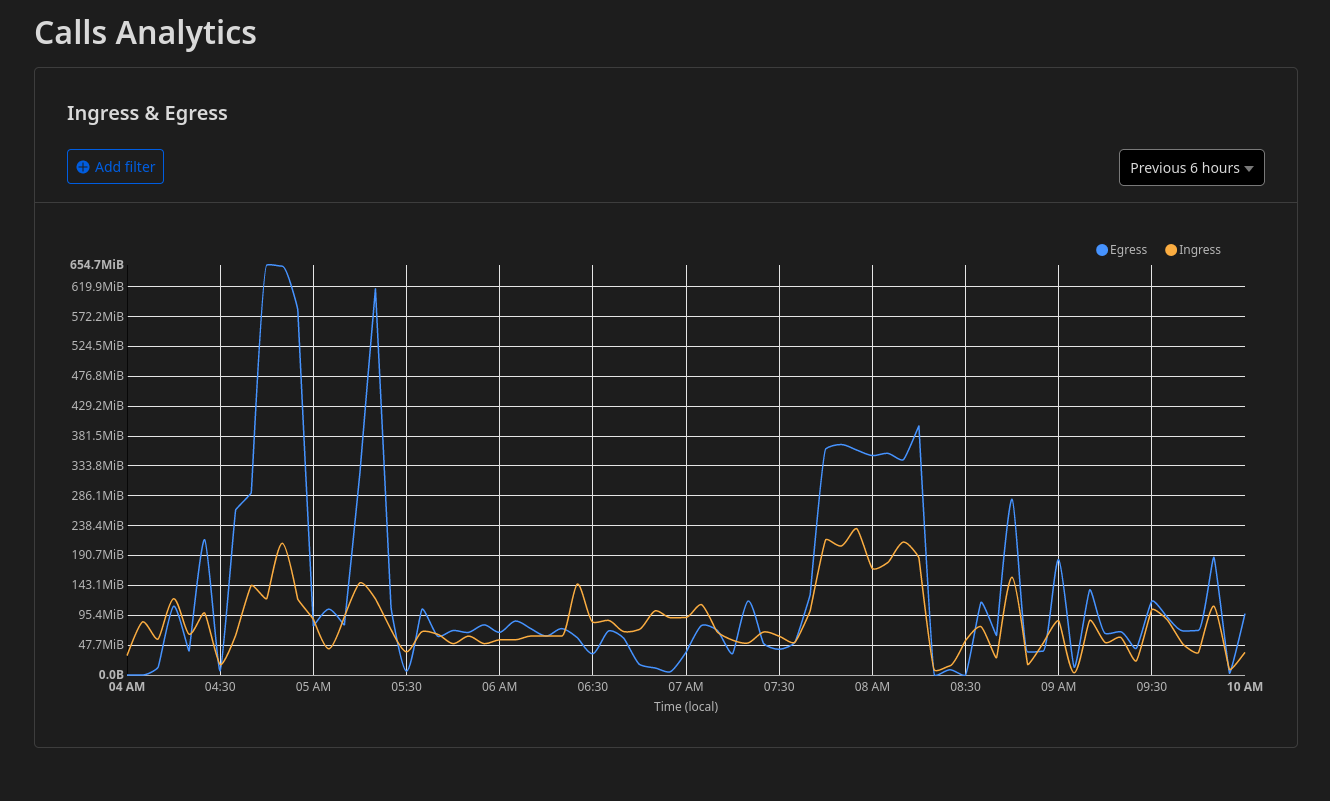 Calls Analytics
Ingress & Egress
Add filter
Previous 6 hours
Egress Ingress
654.7MiB
619.9MiB
572.2MiB
524.5MiB
476.8MiB
429.2MiB
381.5MiB
333.8MiB
286.1MiB
238.4MiB
190.7MiB
143.1MiB
95.4MiB
47.7MiB
0.0B
04 AM 04:30 05 AM 05:30 06 AM 06:30 07 AM 07:30 08 AM 08:30 09 AM 09:30 10 AM
Time (local)